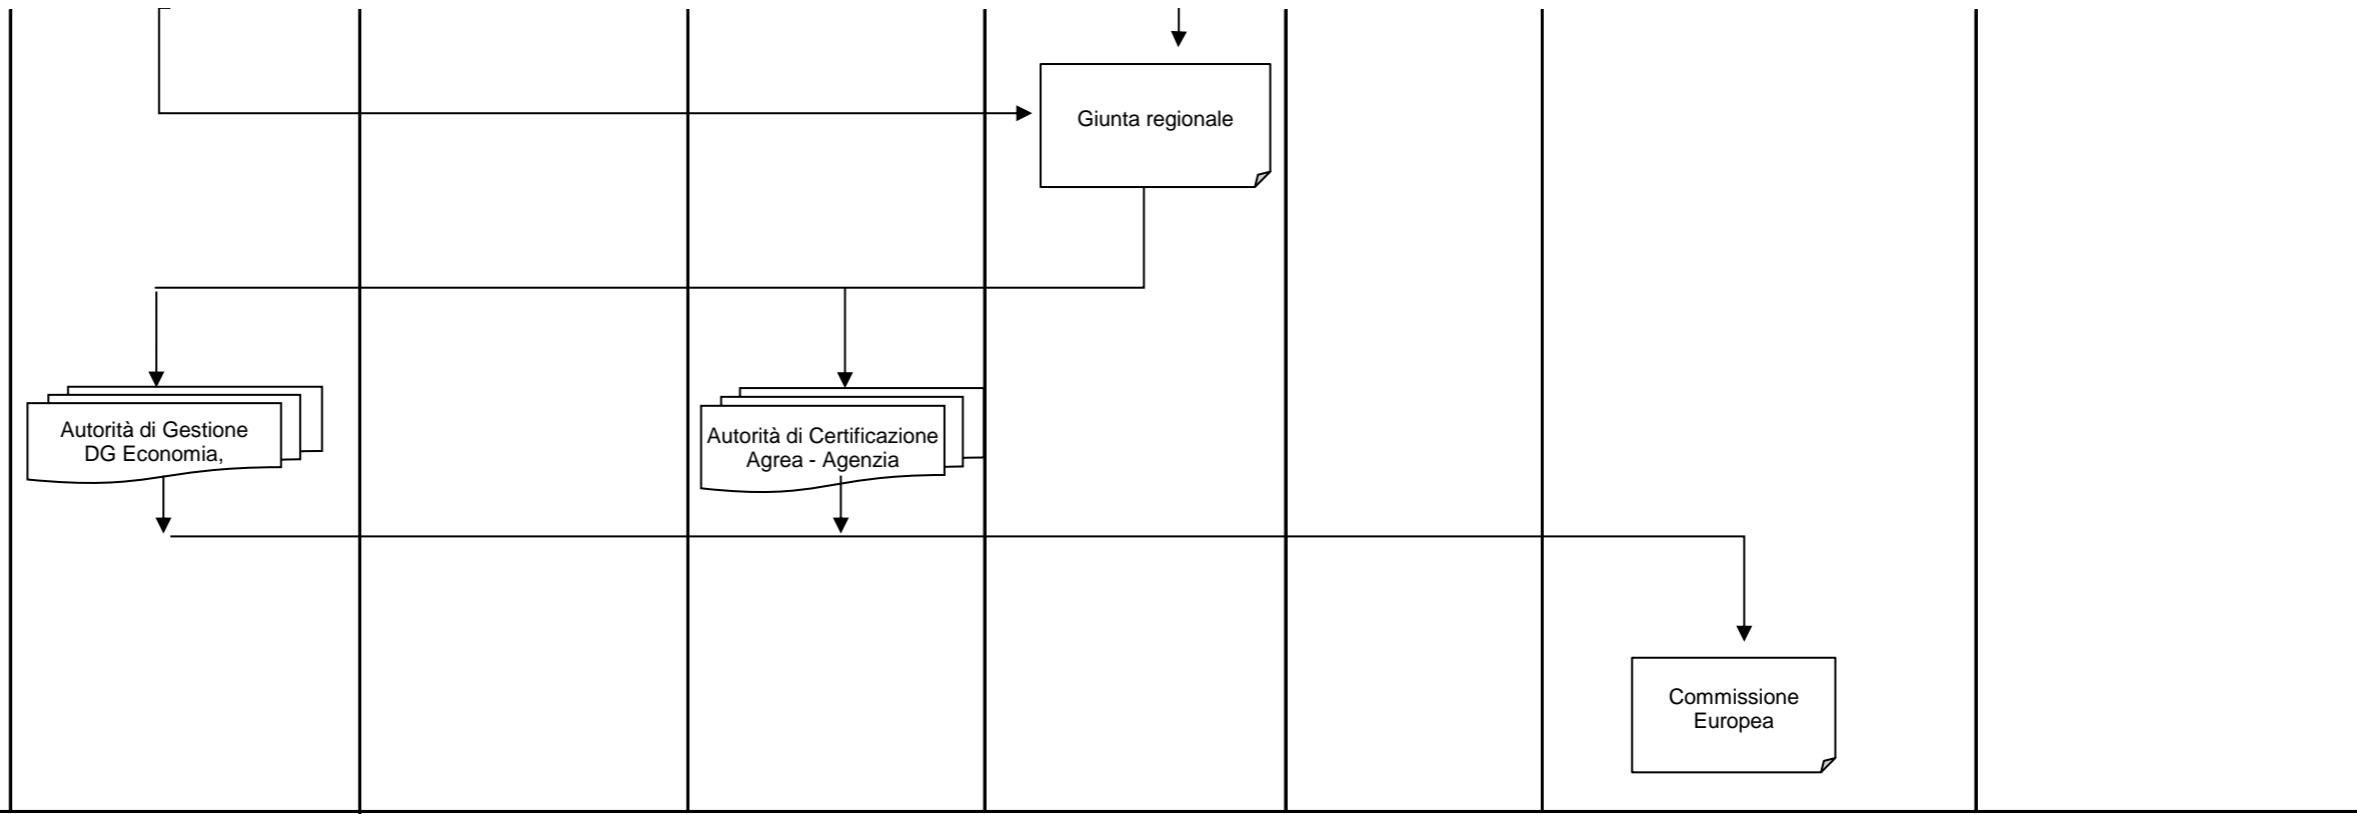 Giunta regionale
Autorità di Gestione
DG Economia,
Autorità di Certificazione
Agrea - Agenzia
Commissione
Europea